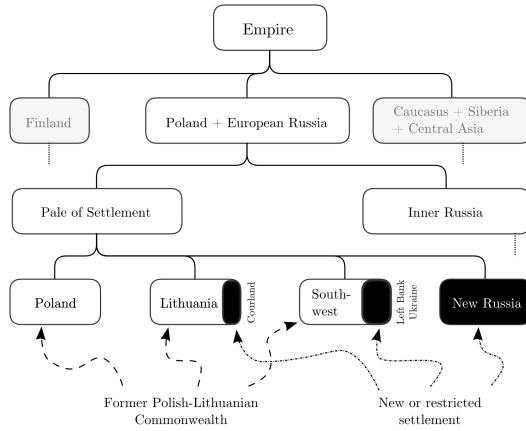 Empire
Finland
Poland + European Russia
Caucasus + Siberia
+ Central Asia
Pale of Settlement
Inner Russia
Poland
Lithuania
Courland
South-
west
Left Bank
Ukraine
New Russia
Former Polish-Lithuanian
Commonwealth
New or restricted
settlement